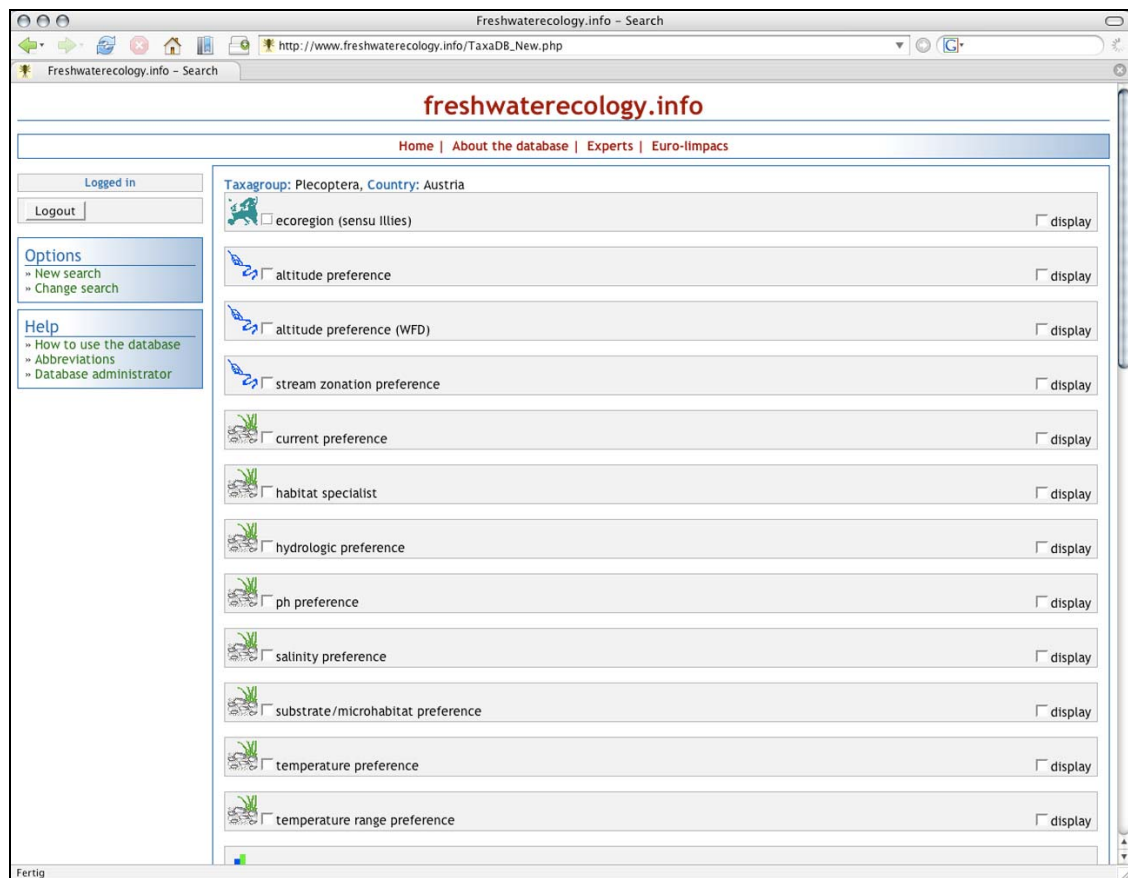 Freshwaterecology.info – Search
http://www.freshwaterecology.info/TaxaDB_New.php
G
Freshwaterecology.info – Search
freshwaterecology.info
Home | About the database | Experts | Euro-limpacs
Logged in
Logout
Options
» New search
» Change search
Help
» How to use the database
» Abbreviations
» Database administrator
Taxagroup: Plecoptera, Country: Austria
ecoregion (sensu Illies) display
altitude preference display
altitude preference (WFD) display
stream zonation preference display
current preference display
habitat specialist display
hydrologic preference display
ph preference display
salinity preference display
substrate/microhabitat preference display
temperature preference display
temperature range preference display
Fertig